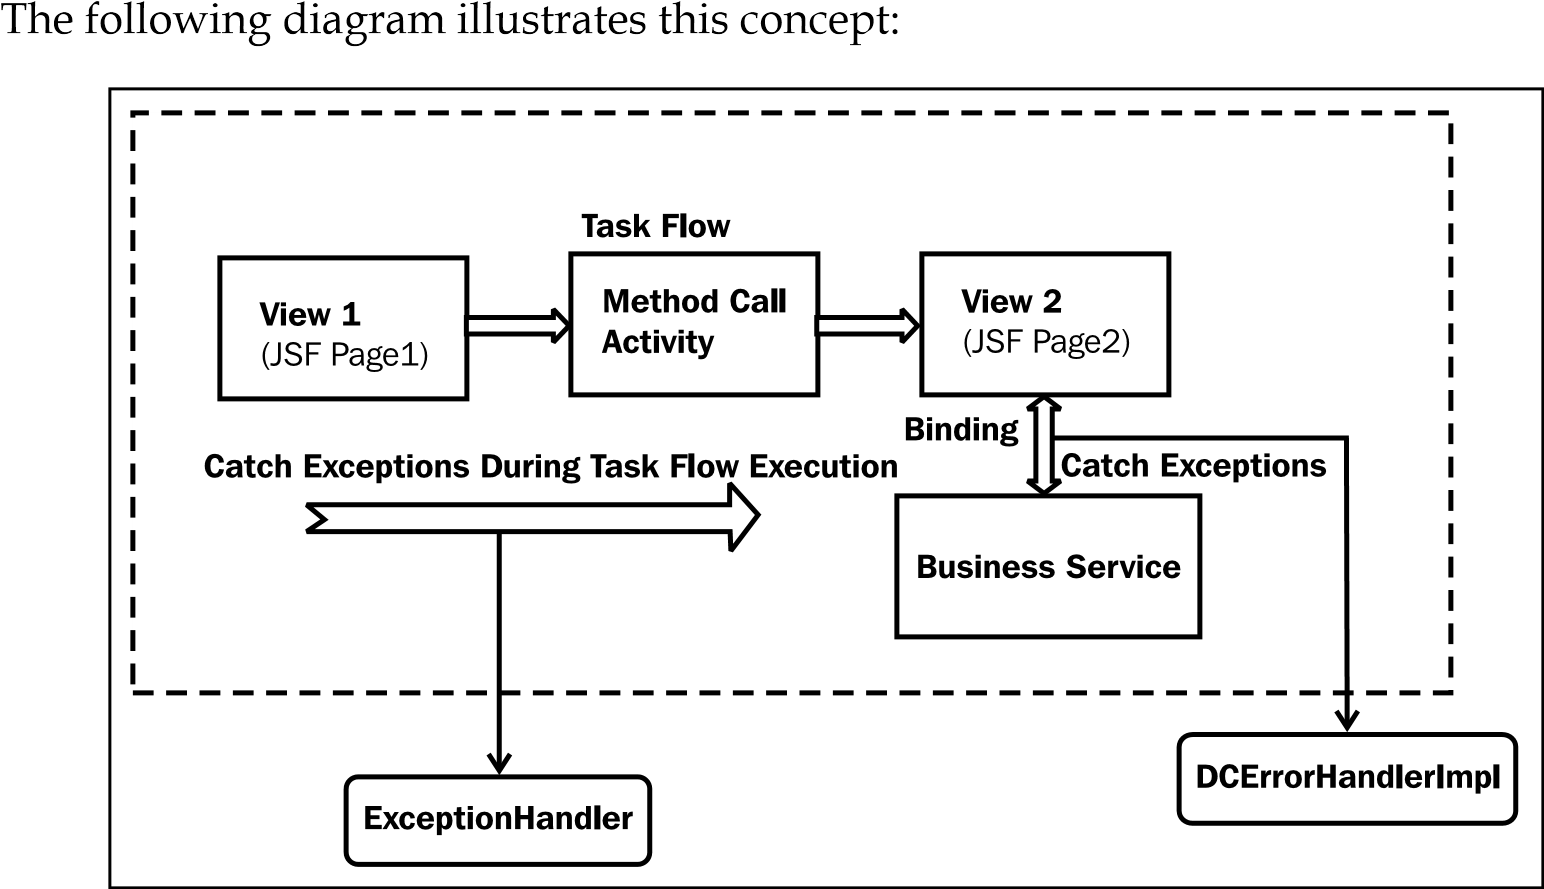 The following diagram illustrates this concept:
Task Flow
View 1
(JSF Page1)
Method Call
Activity
View 2
(JSF Page2)
Binding
Catch Exceptions During Task Flow Execution
Catch Exceptions
Business Service
ExceptionHandler
DCErrorHandlerImpl